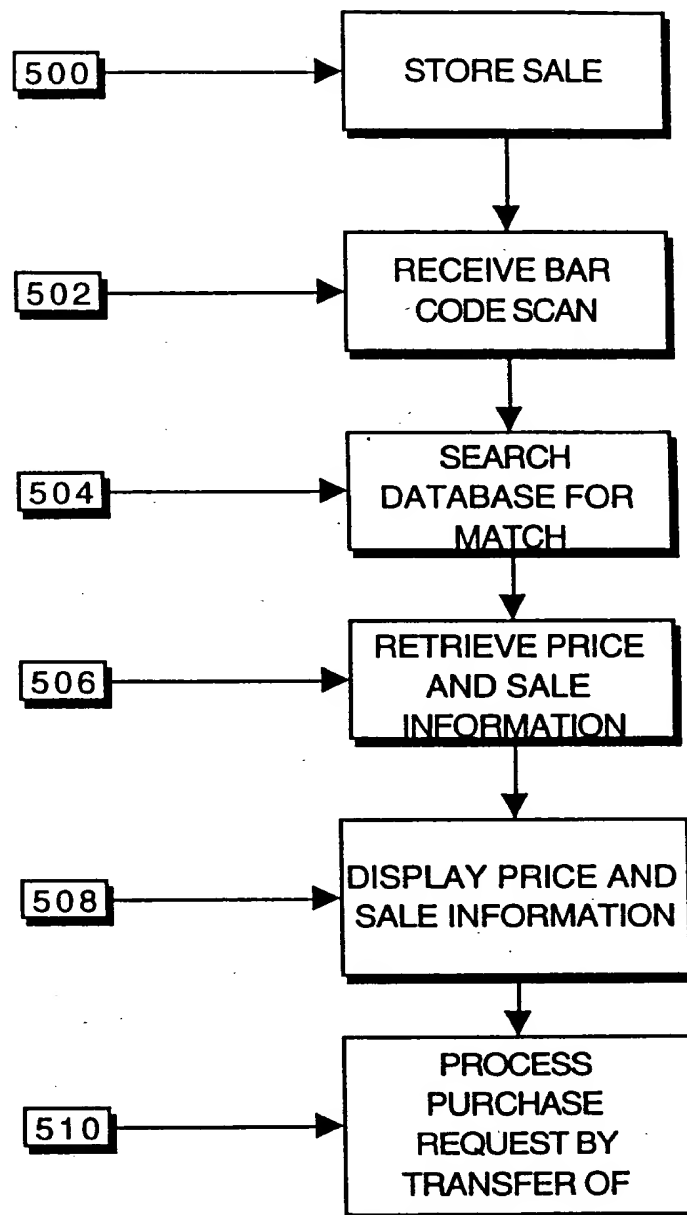 500
STORE SALE
502
RECEIVE BAR
CODE SCAN
504
SEARCH
DATABASE FOR
MATCH
506
RETRIEVE PRICE
AND SALE
INFORMATION
508
DISPLAY PRICE AND
SALE INFORMATION
510
PROCESS
PURCHASE
REQUEST BY
TRANSFER OF